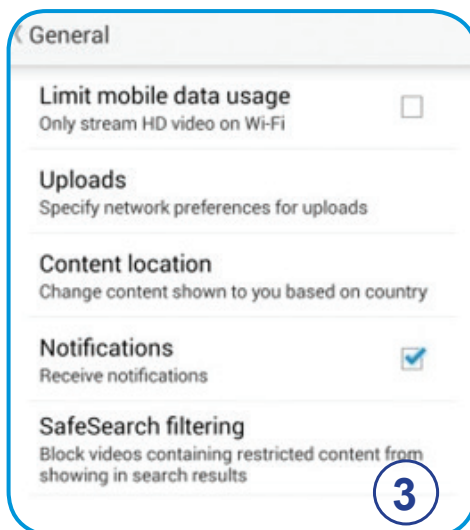 General
Limit mobile data usage
Only stream HD video on Wi-Fi
Uploads
Specify network preferences for uploads
Content location
Change content shown to you based on country
Notifications
Receive notifications
SafeSearch filtering
Block videos containing restricted content from
showing in search results
3